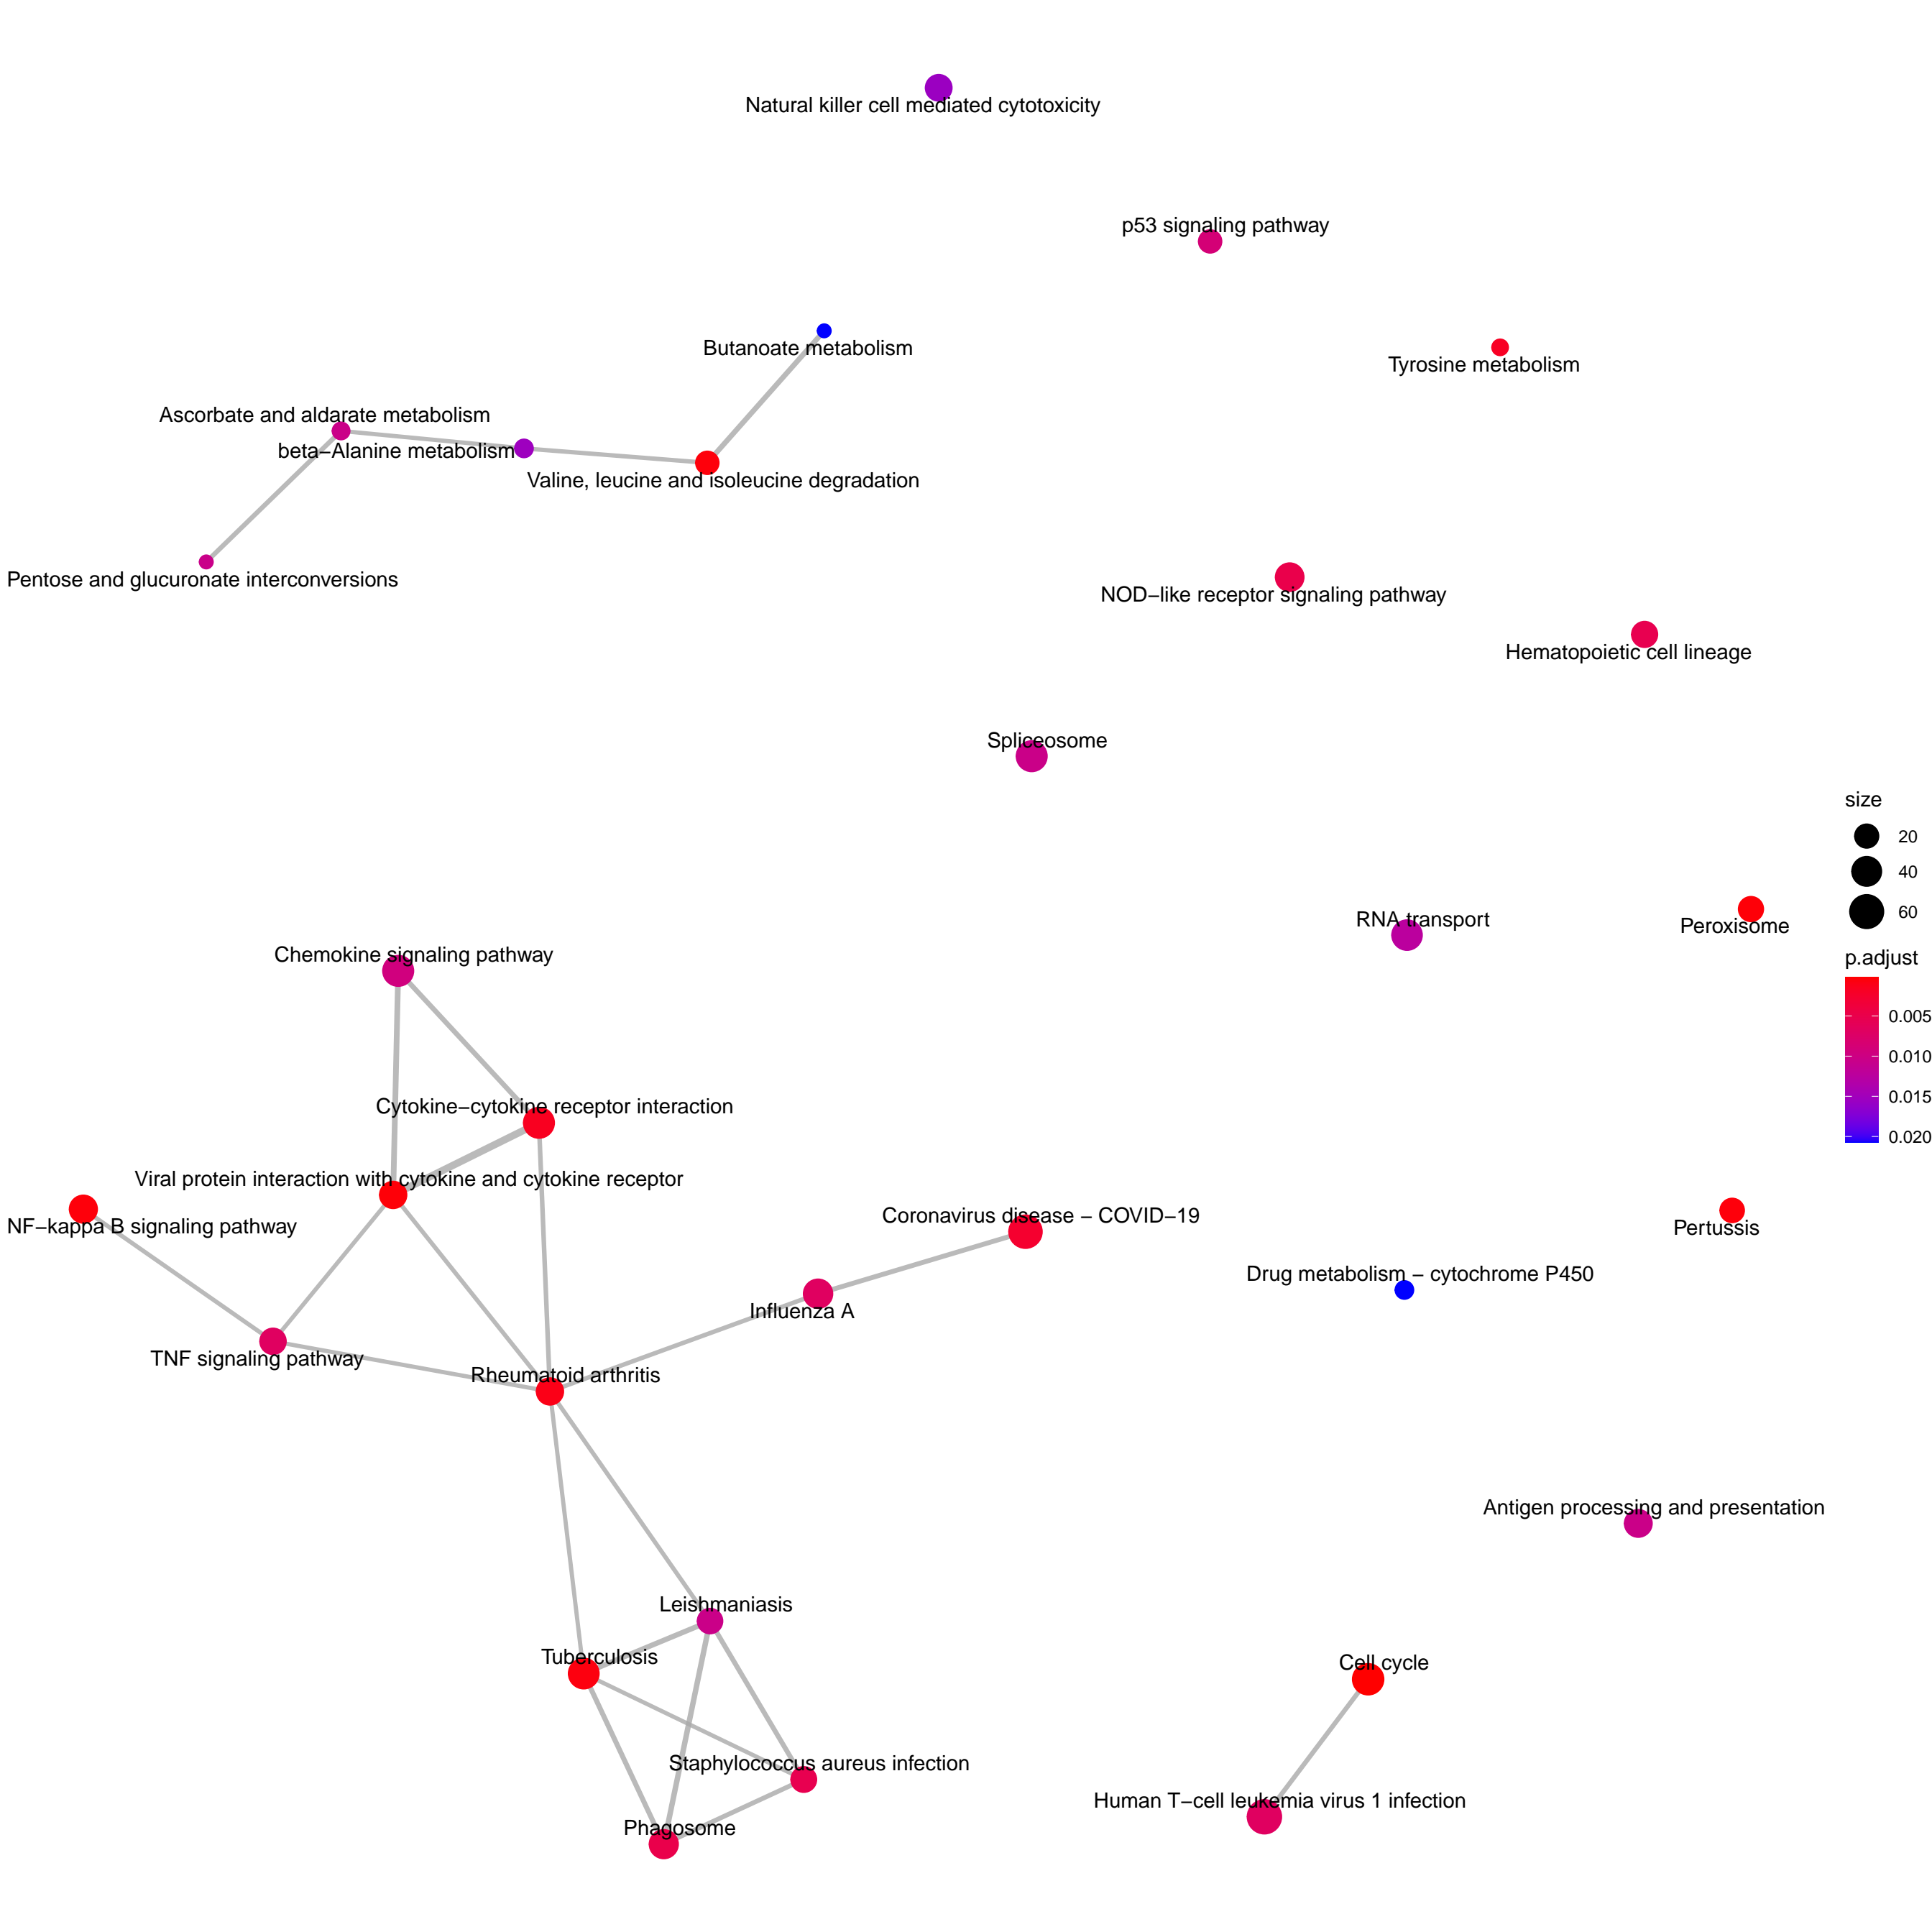 Natural killer cell mediated cytotoxicity
p53 signaling pathway
Butanoate metabolism
Tyrosine metabolism
Ascorbate and aldarate metabolism
beta−Alanine metabolism
Valine, leucine and isoleucine degradation
Pentose and glucuronate interconversions
NOD−like receptor signaling pathway
Hematopoietic cell lineage
Spliceosome
size
20
40
60
RNA transport
Peroxisome
Chemokine signaling pathway
p.adjust
0.005
0.010
0.015
0.020
Cytokine−cytokine receptor interaction
Viral protein interaction with cytokine and cytokine receptor
NF−kappa B signaling pathway
Coronavirus disease − COVID−19
Pertussis
Drug metabolism − cytochrome P450
Influenza A
TNF signaling pathway
Rheumatoid arthritis
Antigen processing and presentation
Leishmaniasis
Tuberculosis
Cell cycle
Staphylococcus aureus infection
Human T−cell leukemia virus 1 infection
Phagosome